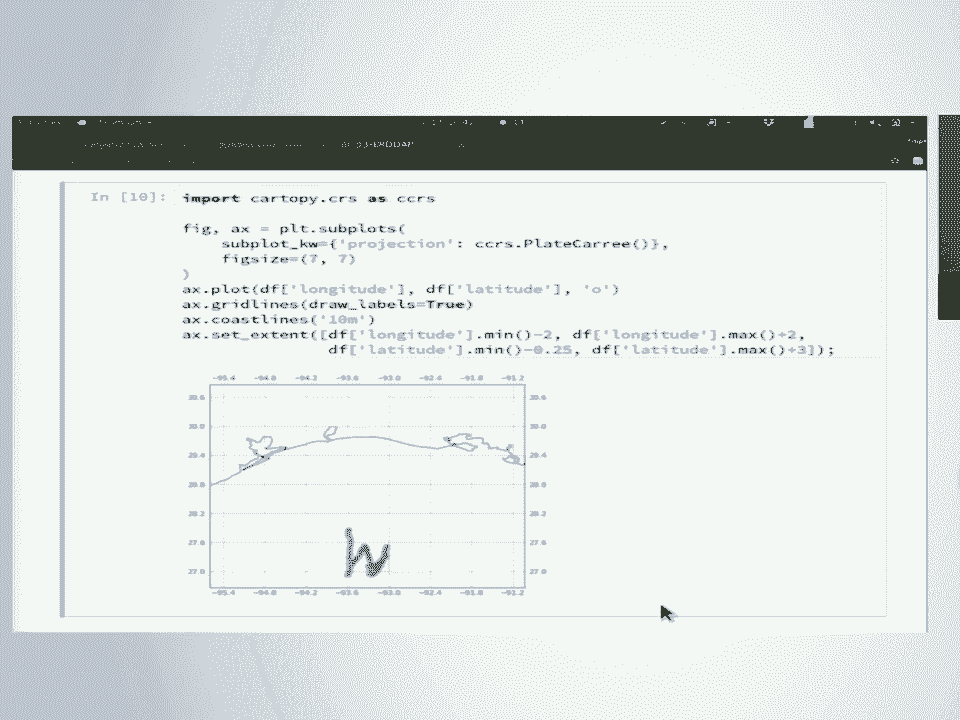 In [10]: import cartopy.crs as ccrs
fig, ax = plt.subplots(
subplot_kw={'projection': ccrs.PlateCarree()},
figsize=(7, 7)
)
ax.plot(df['longitude'], df['latitude'], 'o')
ax.gridlines(draw_labels=True)
ax.coastlines('10m')
ax.set_extent([df['longitude'].min()-2, df['longitude'].max()+2,
df['latitude'].min()-0.25, df['latitude'].max()+3]);
-95.4 -94.8 -94.2 -93.6 -93.0 -92.4 -91.8 -91.2
30.6 30.6
30.0 30.0
29.4 29.4
28.8 28.8
28.2 28.2
27.6 27.6
27.0 27.0
-95.4 -94.8 -94.2 -93.6 -93.0 -92.4 -91.8 -91.2